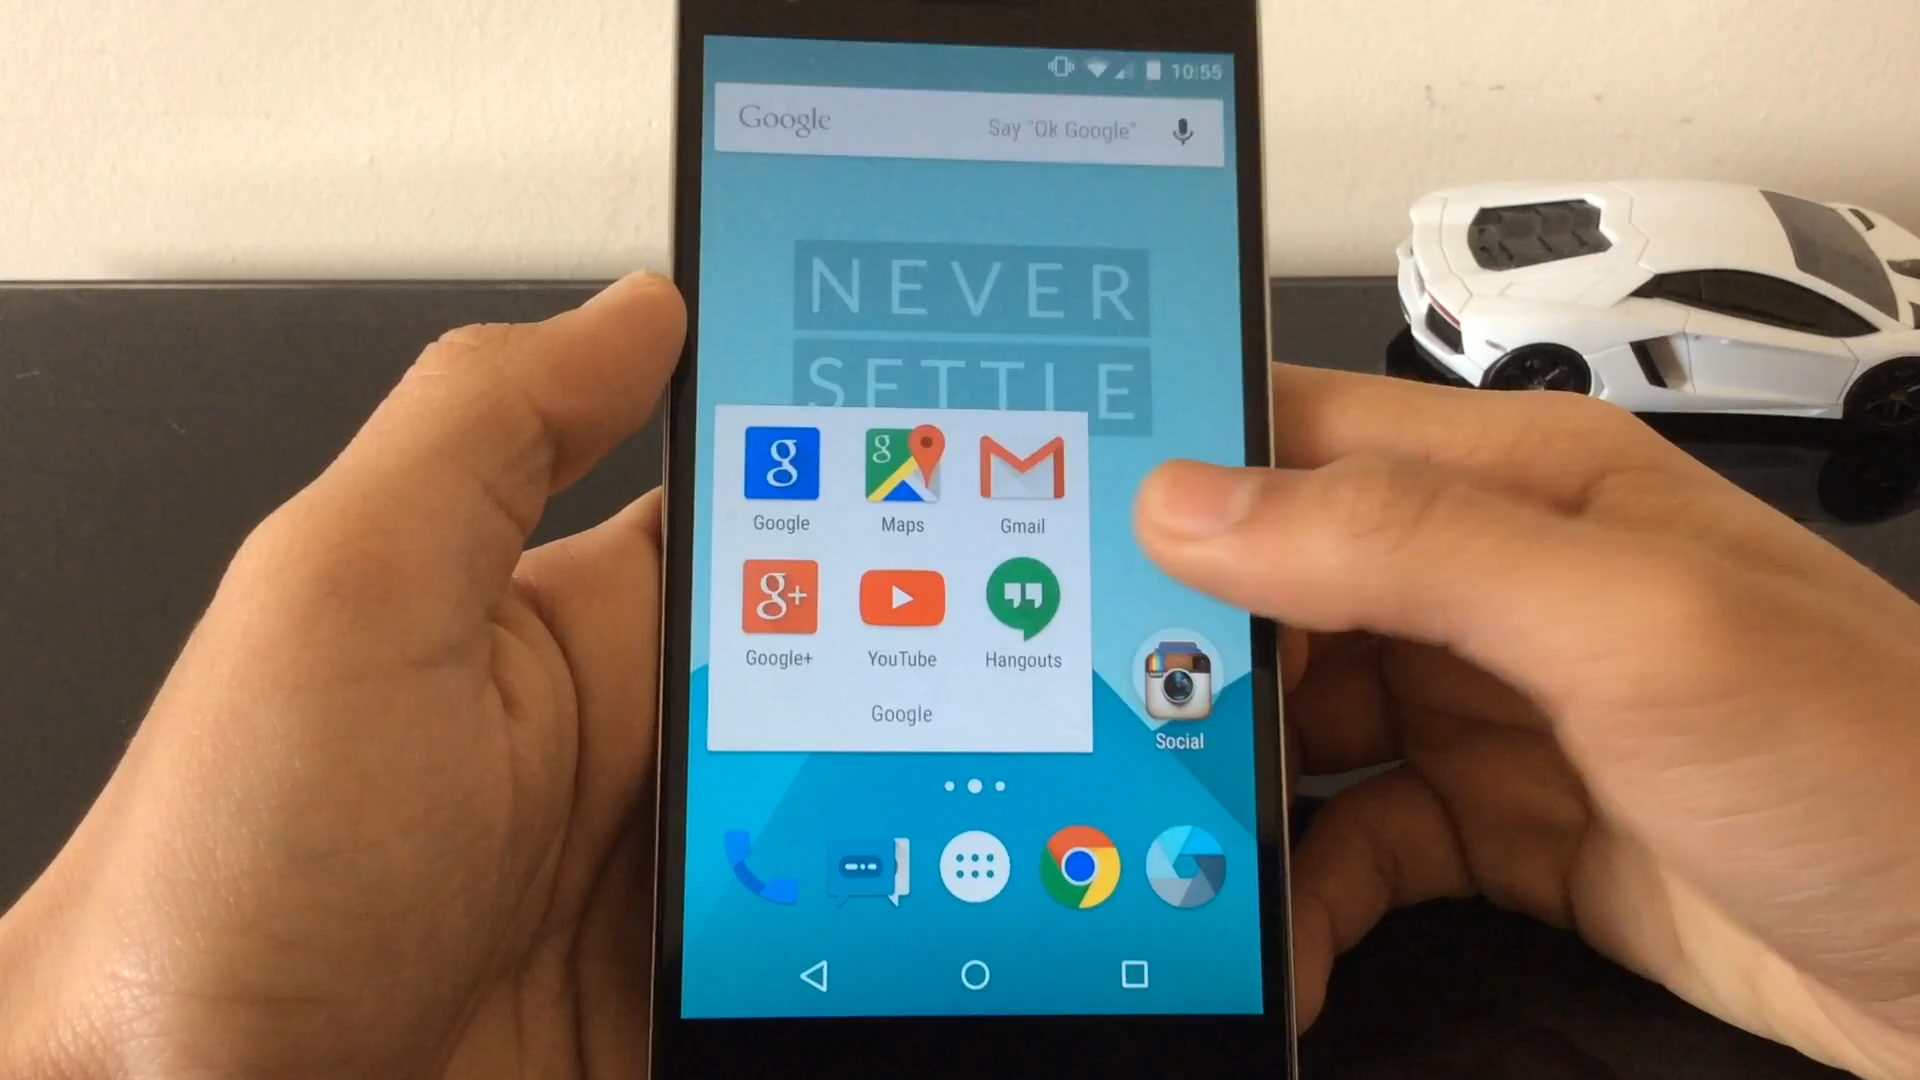 10:55
Google Say "Ok Google"
NEVER
SETTLE
g g
Google Maps Gmail
g+
Google+ YouTube Hangouts
Google
Social